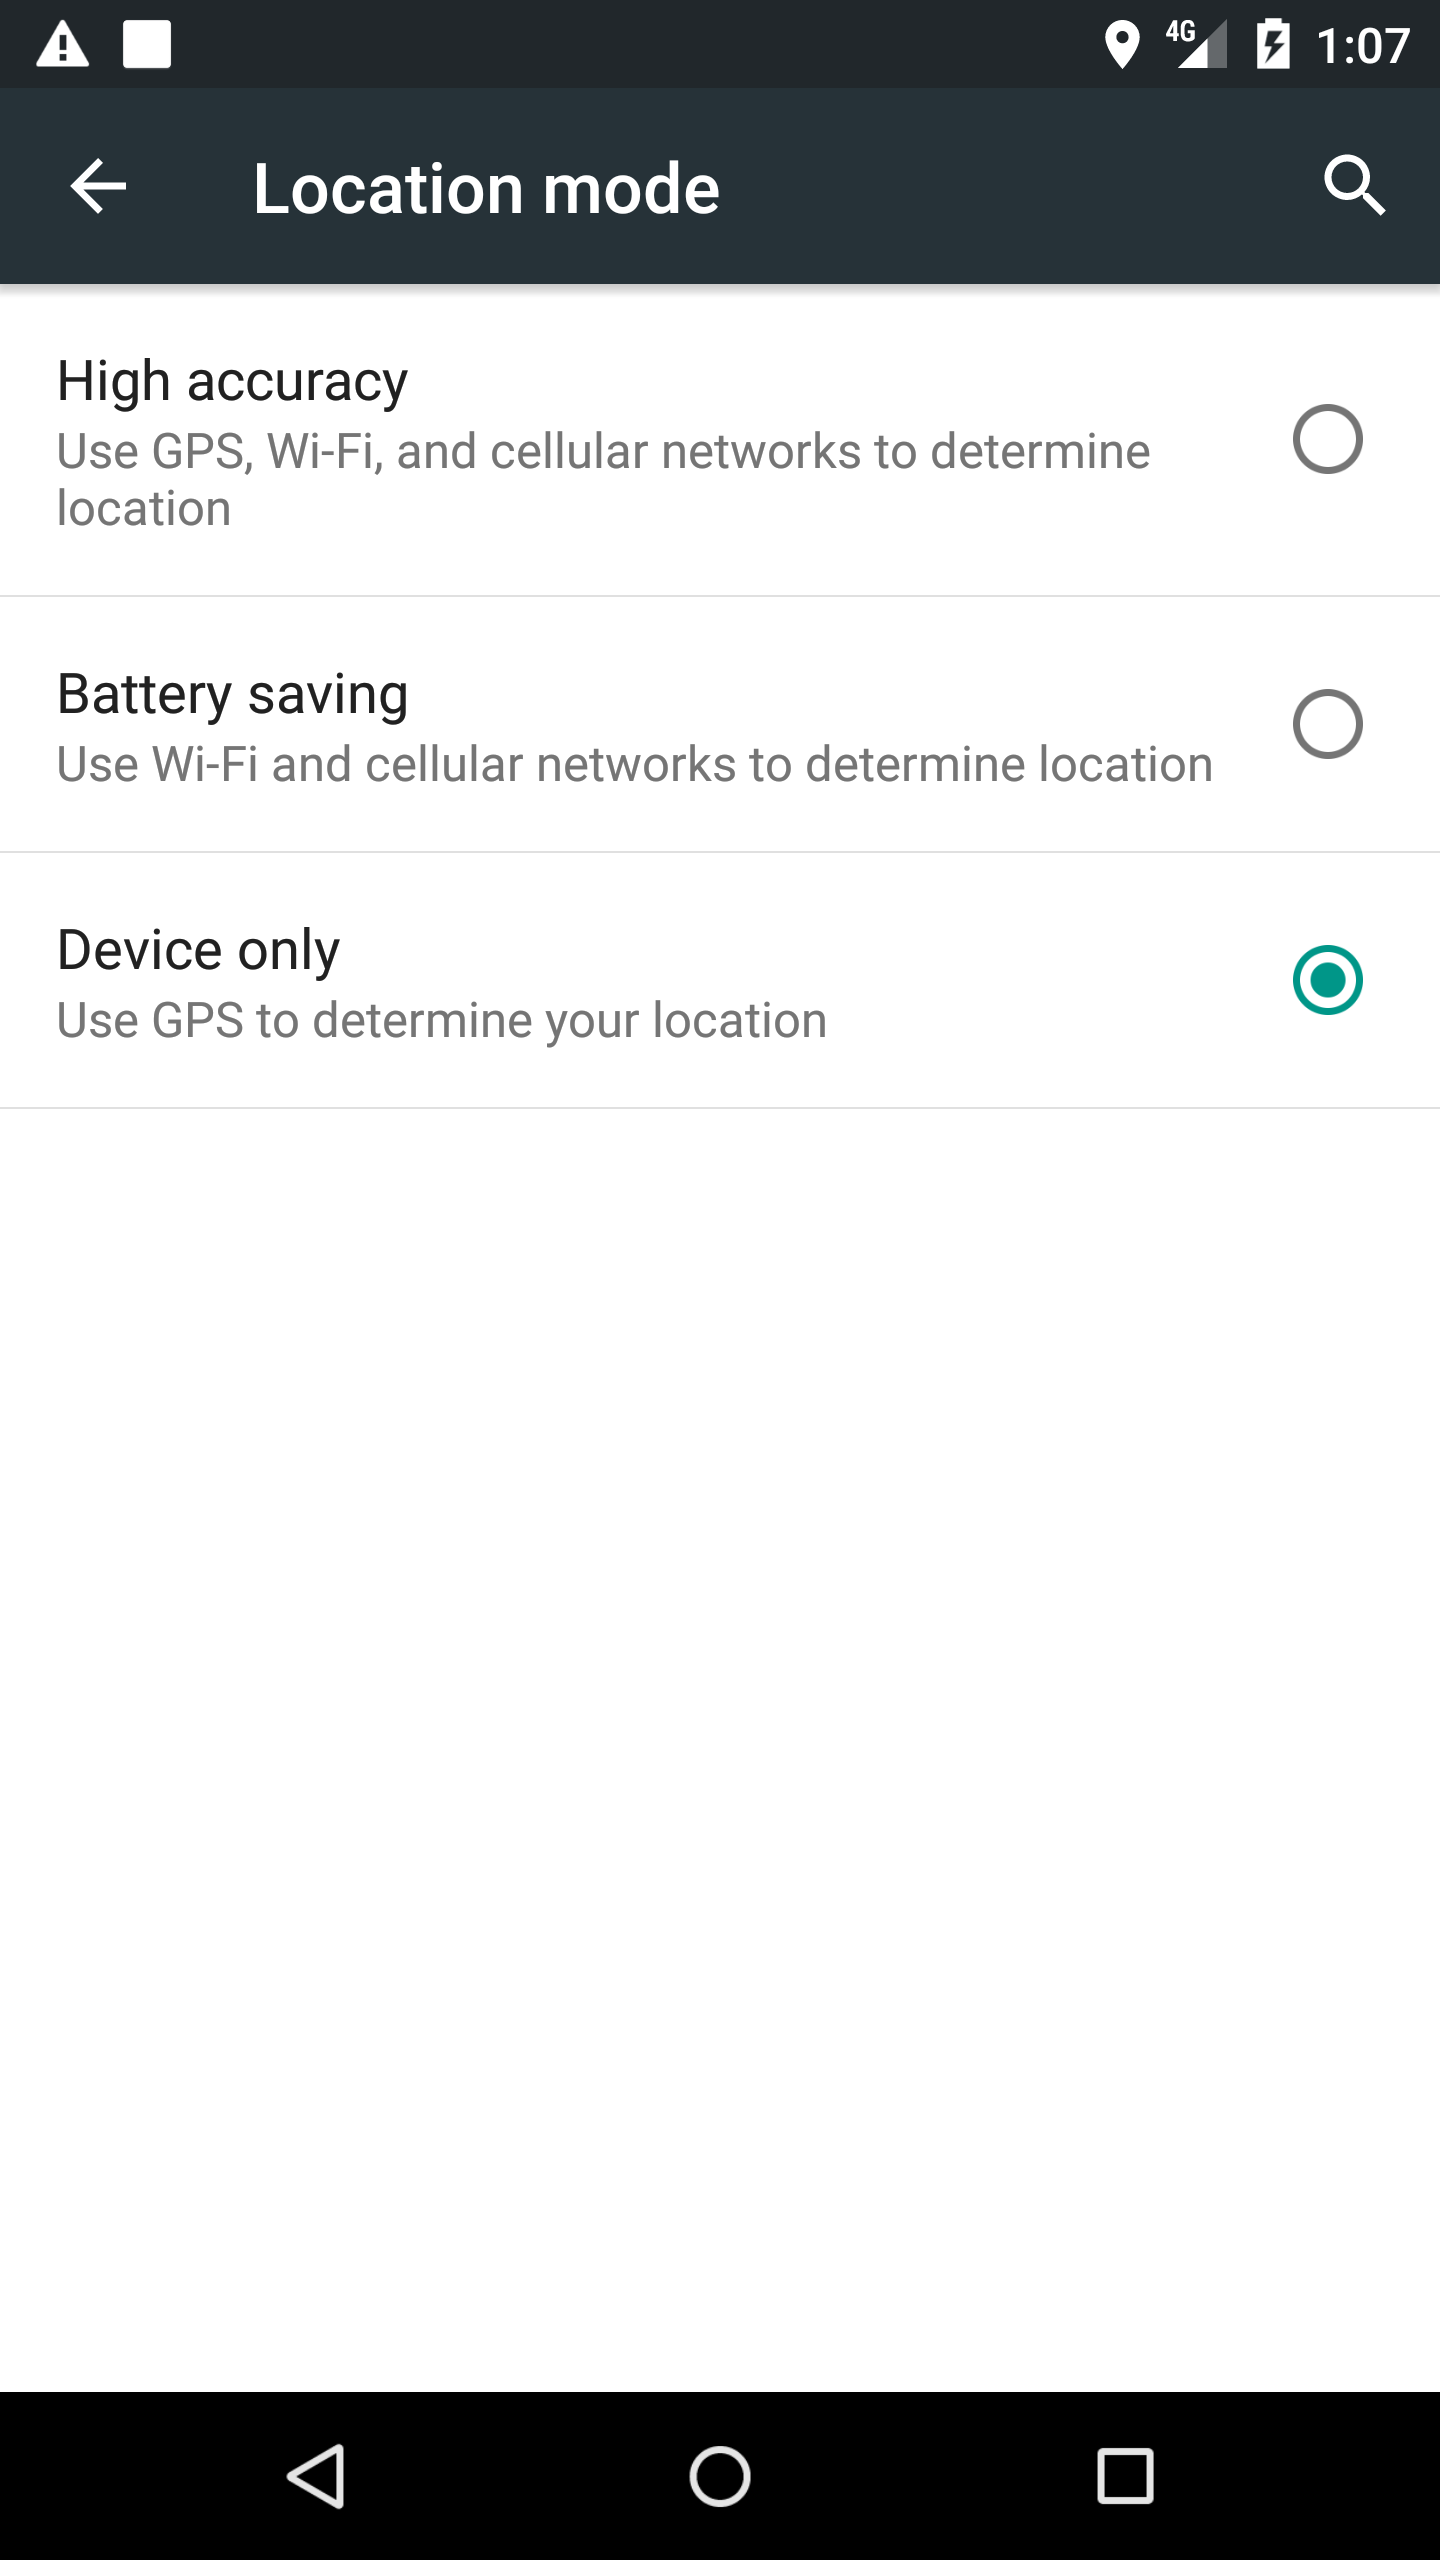 4G 1:07
Location mode
High accuracy
Use GPS, Wi-Fi, and cellular networks to determine
location
Battery saving
Use Wi-Fi and cellular networks to determine location
Device only
Use GPS to determine your location